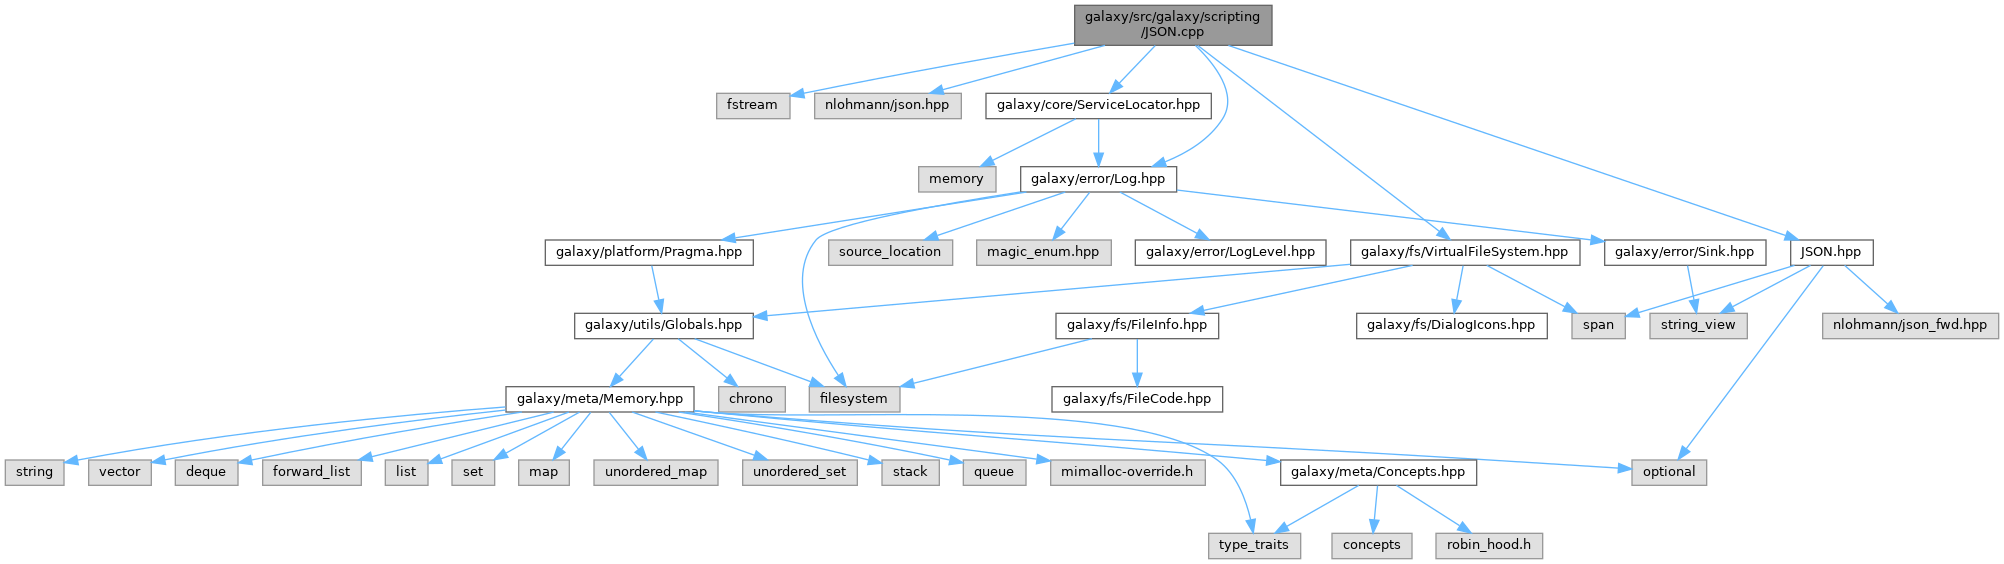 galaxy/src/galaxy/scripting
/JSON.cpp
fstream
nlohmann/json.hpp
galaxy/core/ServiceLocator.hpp
memory
galaxy/error/Log.hpp
galaxy/platform/Pragma.hpp
source_location
magic_enum.hpp
galaxy/error/LogLevel.hpp
galaxy/fs/VirtualFileSystem.hpp
galaxy/error/Sink.hpp
JSON.hpp
galaxy/utils/Globals.hpp
galaxy/fs/FileInfo.hpp
galaxy/fs/DialogIcons.hpp
span
string_view
nlohmann/json_fwd.hpp
galaxy/meta/Memory.hpp
chrono
filesystem
galaxy/fs/FileCode.hpp
string
vector
deque
forward_list
list
set
map
unordered_map
unordered_set
stack
queue
mimalloc-override.h
galaxy/meta/Concepts.hpp
optional
type_traits
concepts
robin_hood.h